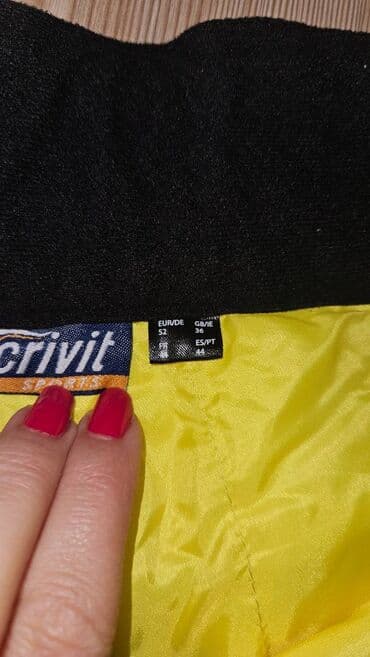 crivit
SPORTS
EUR/DE GB/IE
52 36
FR ES/PT
44